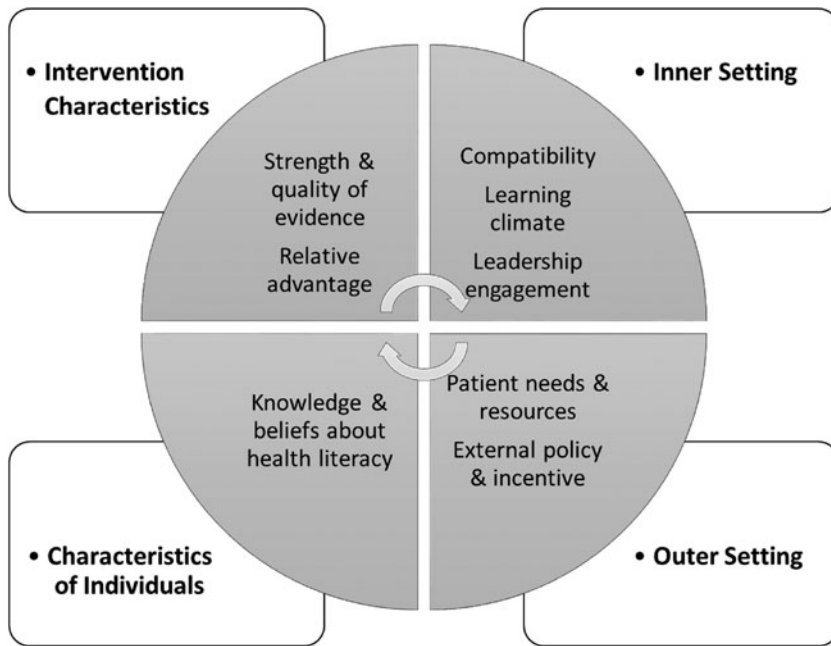 • Intervention
Characteristics
• Inner Setting
Strength &
quality of
evidence
Relative
advantage
Compatibility
Learning
climate
Leadership
engagement
Knowledge &
beliefs about
health literacy
Patient needs &
resources
External policy
& incentive
• Characteristics
of Individuals
• Outer Setting